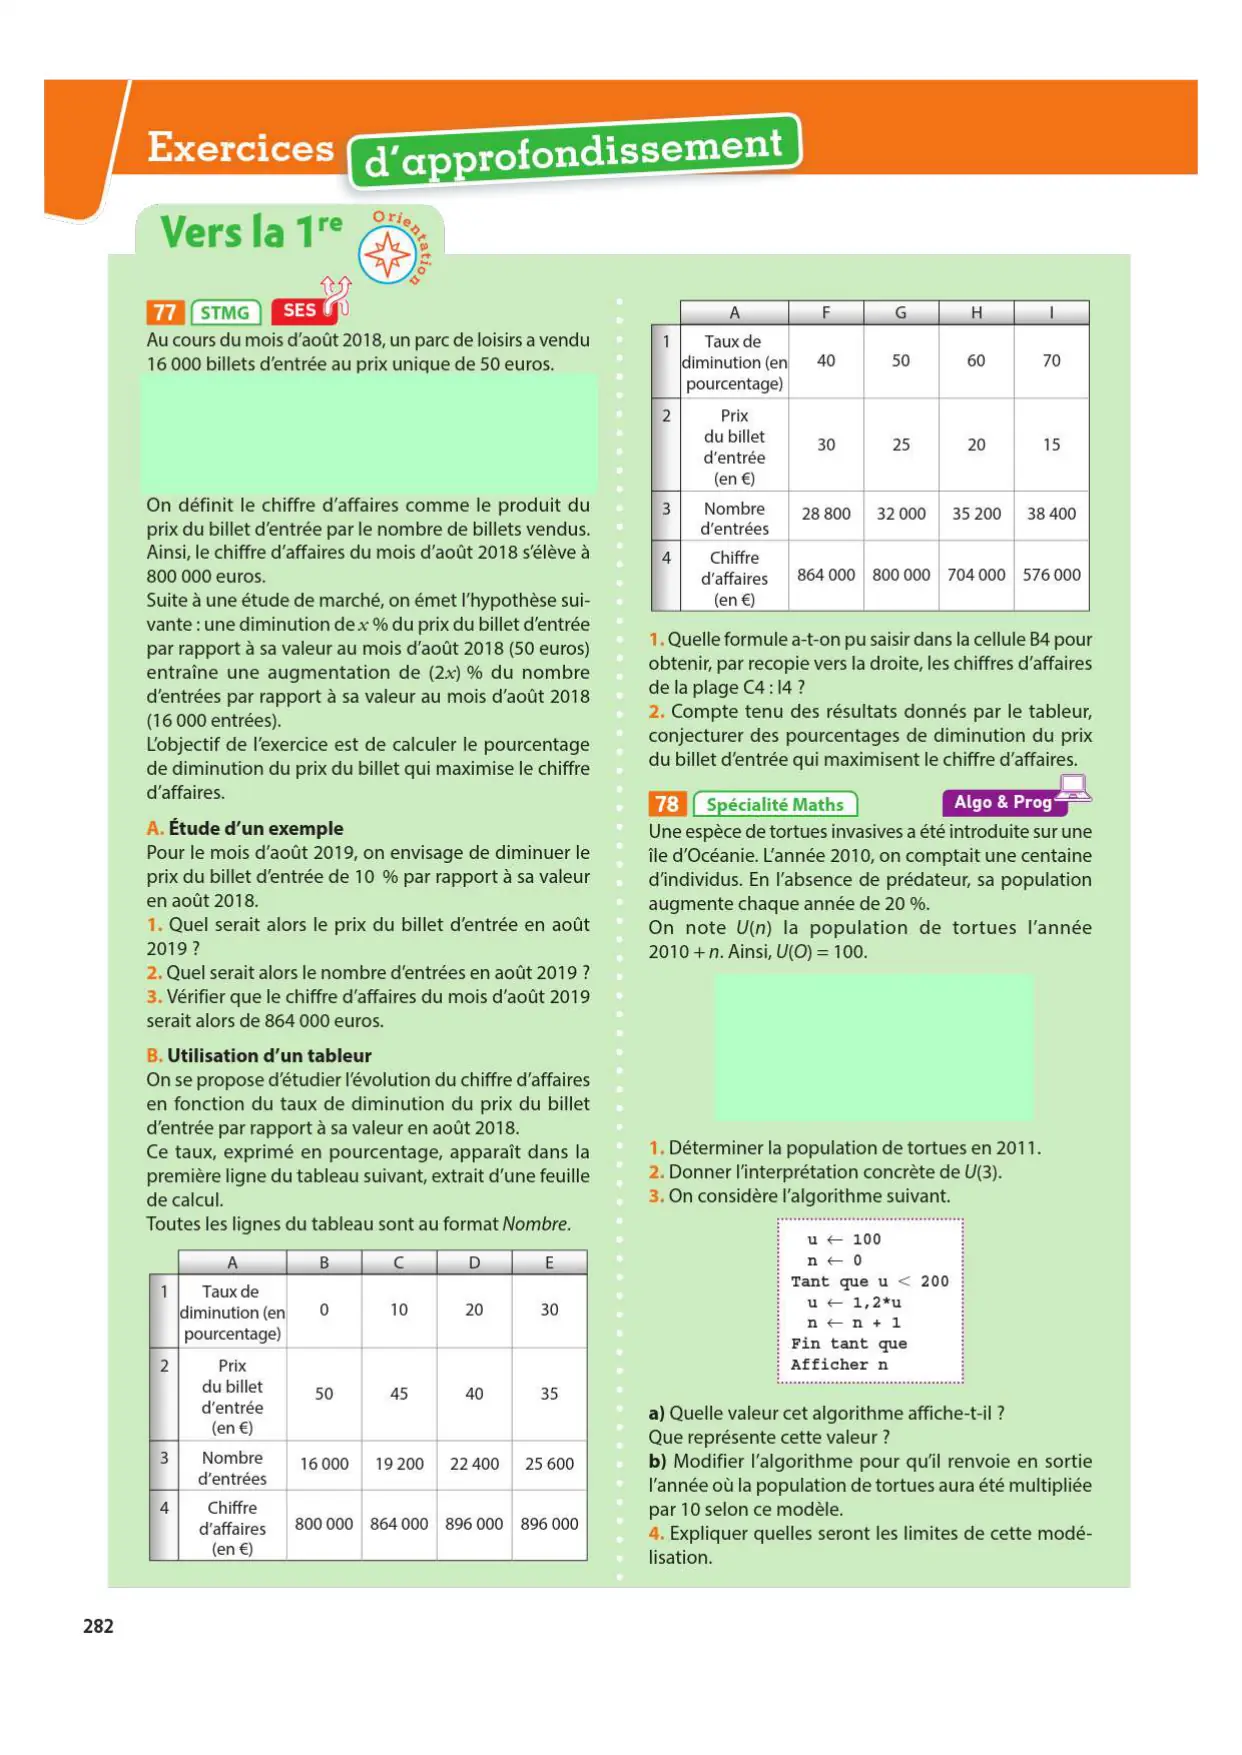 Exercices d'approfondissement
Vers la 1re
Orientation
77 STMG SES
Au cours du mois d'août 2018, un parc de loisirs a vendu
16 000 billets d'entrée au prix unique de 50 euros.
On définit le chiffre d'affaires comme le produit du
prix du billet d'entrée par le nombre de billets vendus.
Ainsi, le chiffre d'affaires du mois d'août 2018 s'élève à
800 000 euros.
Suite à une étude de marché, on émet l'hypothèse sui-
vante : une diminution de x % du prix du billet d'entrée
par rapport à sa valeur au mois d'août 2018 (50 euros)
entraîne une augmentation de (2x) % du nombre
d'entrées par rapport à sa valeur au mois d'août 2018
(16 000 entrées).
L'objectif de l'exercice est de calculer le pourcentage
de diminution du prix du billet qui maximise le chiffre
d'affaires.
A. Étude d'un exemple
Pour le mois d'août 2019, on envisage de diminuer le
prix du billet d'entrée de 10 % par rapport à sa valeur
en août 2018.
1. Quel serait alors le prix du billet d'entrée en août
2019 ?
2. Quel serait alors le nombre d'entrées en août 2019 ?
3. Vérifier que le chiffre d'affaires du mois d'août 2019
serait alors de 864 000 euros.
B. Utilisation d'un tableur
On se propose d'étudier l'évolution du chiffre d'affaires
en fonction du taux de diminution du prix du billet
d'entrée par rapport à sa valeur en août 2018.
Ce taux, exprimé en pourcentage, apparaît dans la
première ligne du tableau suivant, extrait d'une feuille
de calcul.
Toutes les lignes du tableau sont au format Nombre.
A B C D E
1 Taux de
diminution (en 0 10 20 30
pourcentage)
2 Prix
du billet
d'entrée 50 45 40 35
(en €)
3 Nombre 16 000 19 200 22 400 25 600
d'entrées
4 Chiffre
d'affaires 800 000 864 000 896 000 896 000
(en €)
A F G H I
1 Taux de
diminution (en 40 50 60 70
pourcentage)
2 Prix
du billet
d'entrée 30 25 20 15
(en €)
3 Nombre 28 800 32 000 35 200 38 400
d'entrées
4 Chiffre
d'affaires 864 000 800 000 704 000 576 000
(en €)
1. Quelle formule a-t-on pu saisir dans la cellule B4 pour
obtenir, par recopie vers la droite, les chiffres d'affaires
de la plage C4 : I4 ?
2. Compte tenu des résultats donnés par le tableur,
conjecturer des pourcentages de diminution du prix
du billet d'entrée qui maximisent le chiffre d'affaires.
78 Spécialité Maths Algo & Prog
Une espèce de tortues invasives a été introduite sur une
île d'Océanie. L'année 2010, on comptait une centaine
d'individus. En l'absence de prédateur, sa population
augmente chaque année de 20 %.
On note U(n) la population de tortues l'année
2010 + n. Ainsi, U(O) = 100.
1. Déterminer la population de tortues en 2011.
2. Donner l'interprétation concrète de U(3).
3. On considère l'algorithme suivant.
u ← 100
n ← 0
Tant que u < 200
u ← 1,2*u
n ← n + 1
Fin tant que
Afficher n
a) Quelle valeur cet algorithme affiche-t-il ?
Que représente cette valeur ?
b) Modifier l'algorithme pour qu'il renvoie en sortie
l'année où la population de tortues aura été multipliée
par 10 selon ce modèle.
4. Expliquer quelles seront les limites de cette modé-
lisation.
282